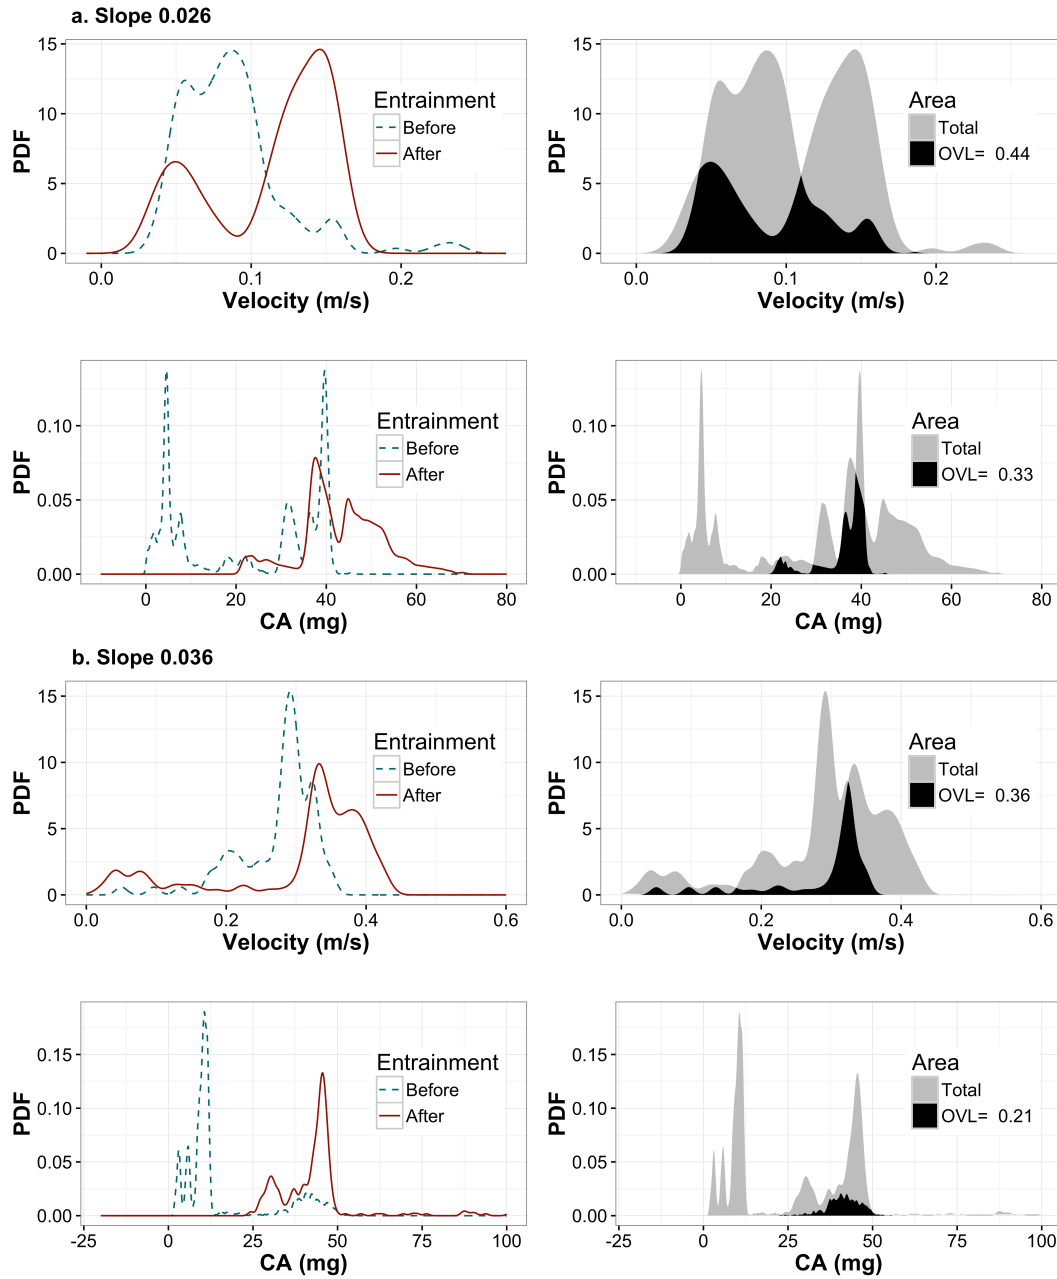 a. Slope 0.026
PDF
15
10
5
0
Entrainment
Before
After
0.0 0.1 0.2
Velocity (m/s)
PDF
15
10
5
0
Area
Total
OVL= 0.44
0.0 0.1 0.2
Velocity (m/s)
PDF
0.10
0.05
0.00
Entrainment
Before
After
0 20 40 60 80
CA (mg)
PDF
0.10
0.05
0.00
Area
Total
OVL= 0.33
0 20 40 60 80
CA (mg)
b. Slope 0.036
PDF
15
10
5
0
Entrainment
Before
After
0.0 0.2 0.4 0.6
Velocity (m/s)
PDF
15
10
5
0
Area
Total
OVL= 0.36
0.0 0.2 0.4 0.6
Velocity (m/s)
PDF
0.15
0.10
0.05
0.00
Entrainment
Before
After
-25 0 25 50 75 100
CA (mg)
PDF
0.15
0.10
0.05
0.00
Area
Total
OVL= 0.21
-25 0 25 50 75 100
CA (mg)